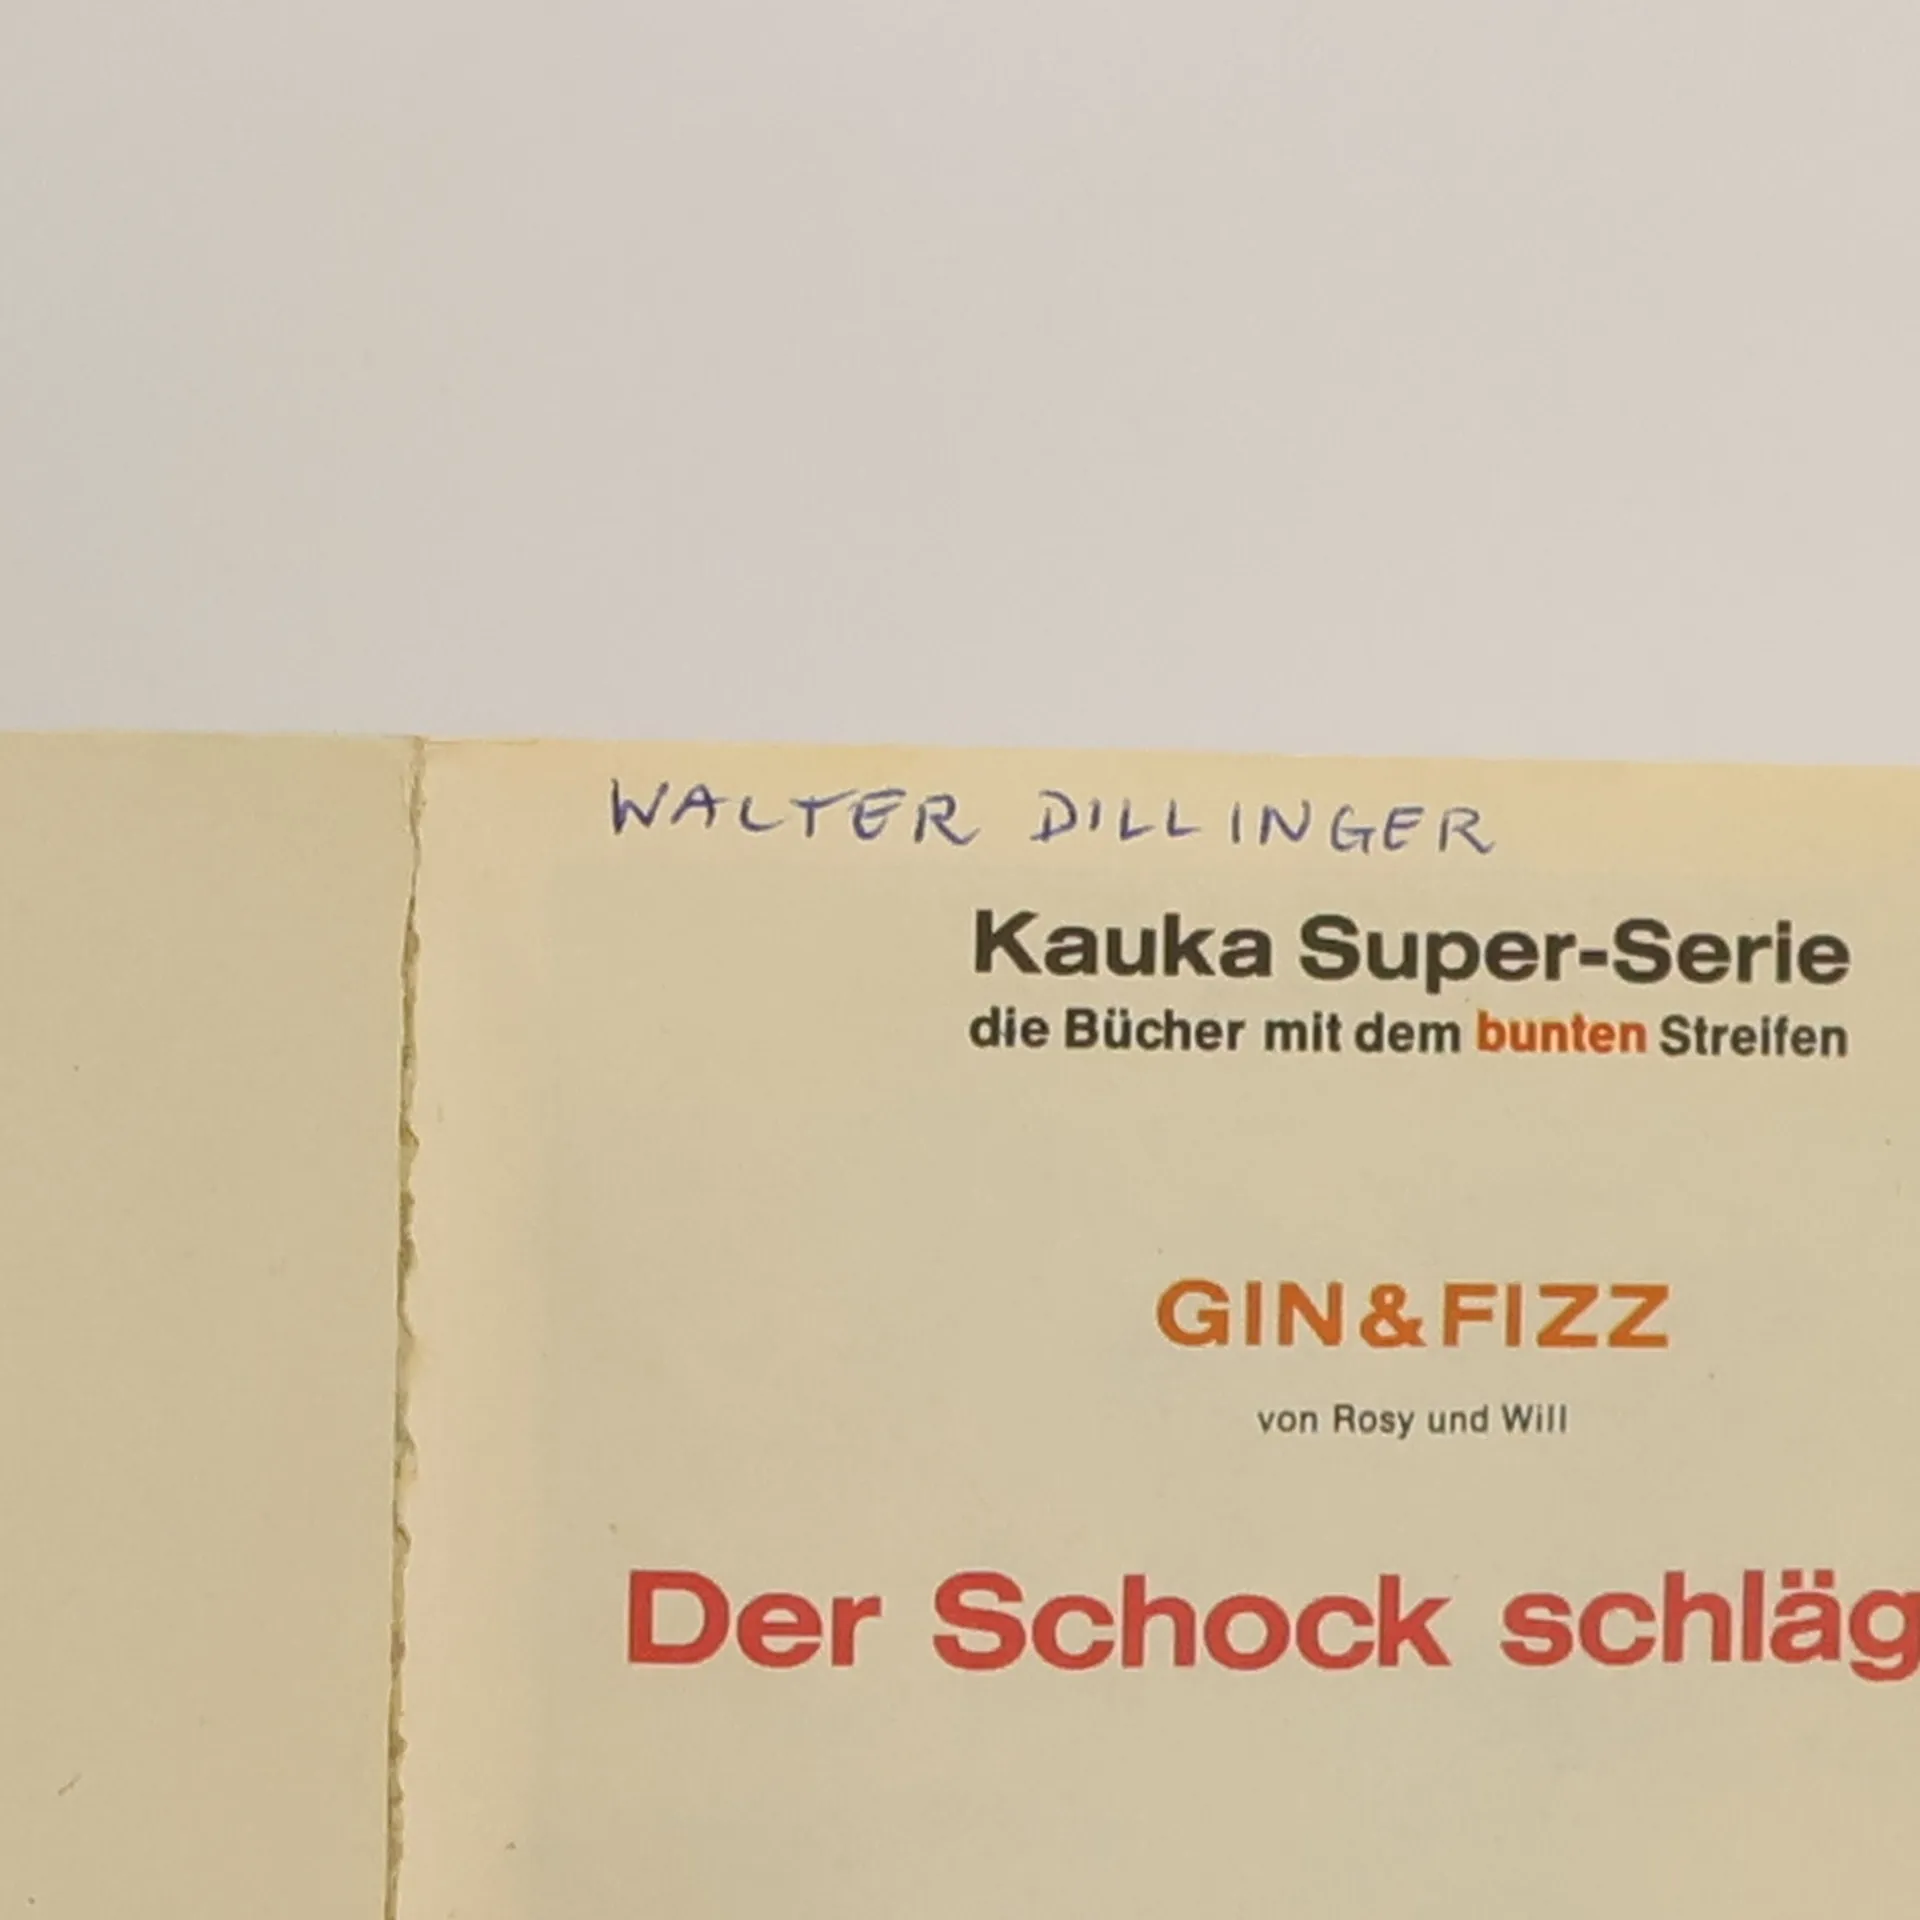 WALTER DILLINGER
Kauka Super-Serie
die Bücher mit dem bunten Streifen
GIN&FIZZ
von Rosy und Will
Der Schock schläg